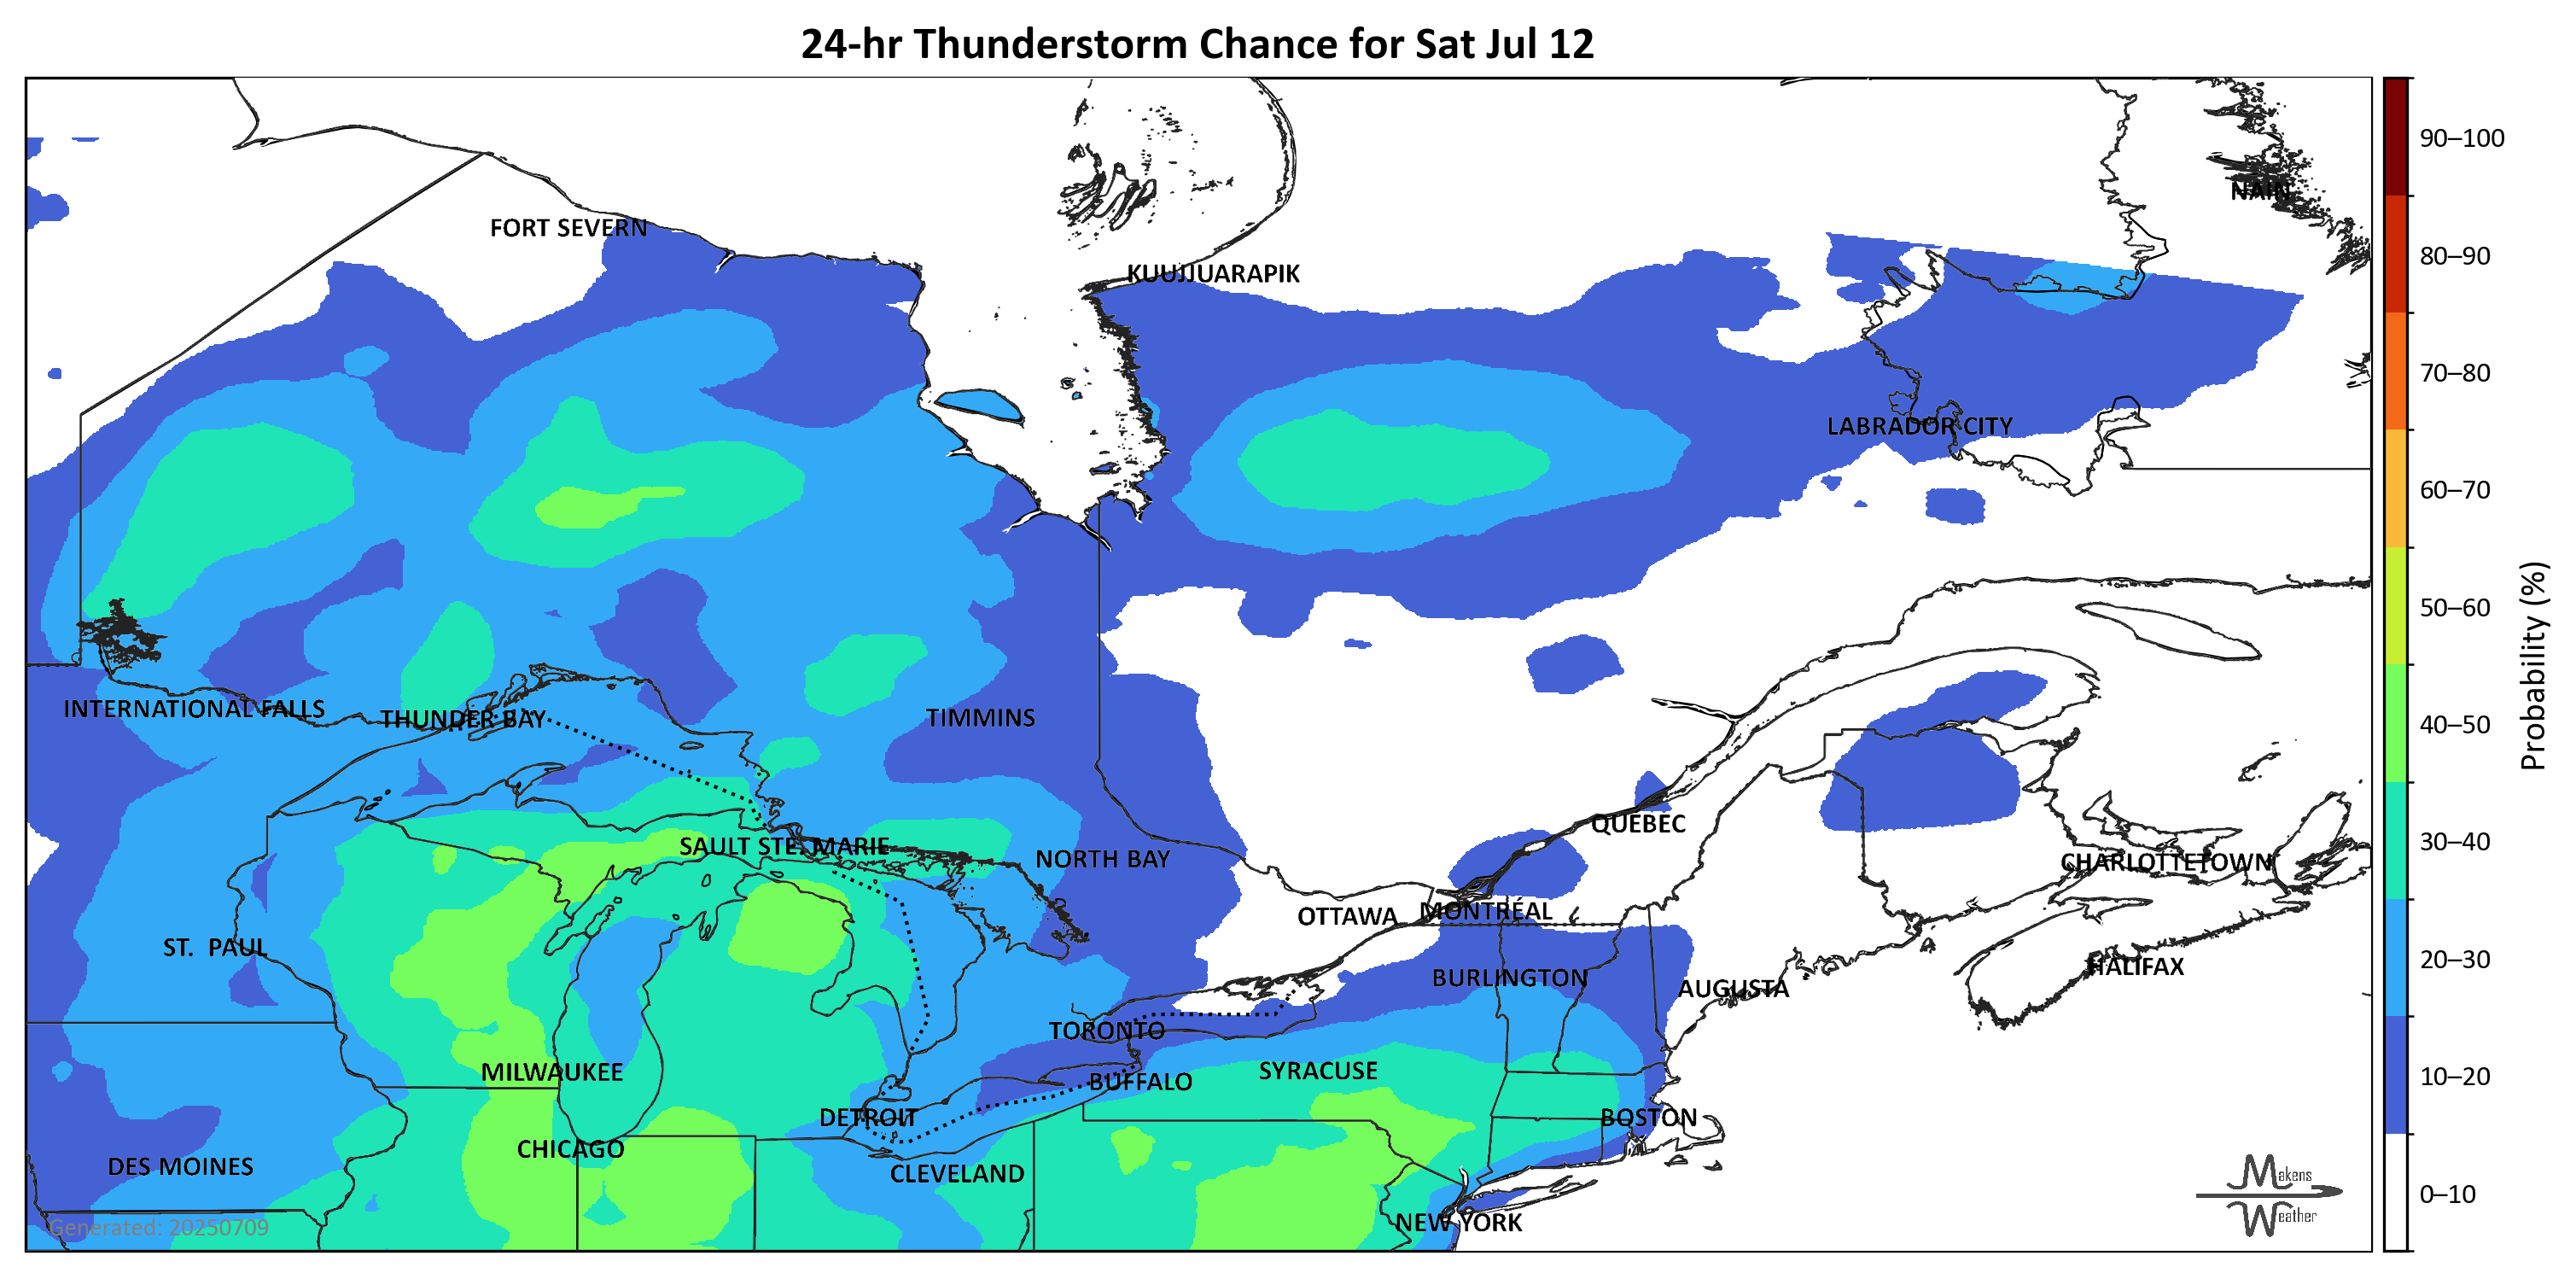 24-hr Thunderstorm Chance for Sat Jul 12
90–100
NAIN
FORT SEVERN
80–90
KUUJJUARAPIK
70–80
LABRADOR CITY
60–70
50–60
Probability (%)
INTERNATIONAL FALLS
THUNDER BAY
TIMMINS
40–50
QUEBEC
SAULT STE. MARIE
NORTH BAY
30–40
CHARLOTTETOWN
OTTAWA
MONTRÉAL
ST. PAUL
20–30
HALIFAX
BURLINGTON
AUGUSTA
TORONTO
MILWAUKEE
SYRACUSE
BUFFALO
10–20
DETROIT
BOSTON
CHICAGO
DES MOINES
CLEVELAND
Makens
Weather
0–10
NEW YORK
Generated: 20250709